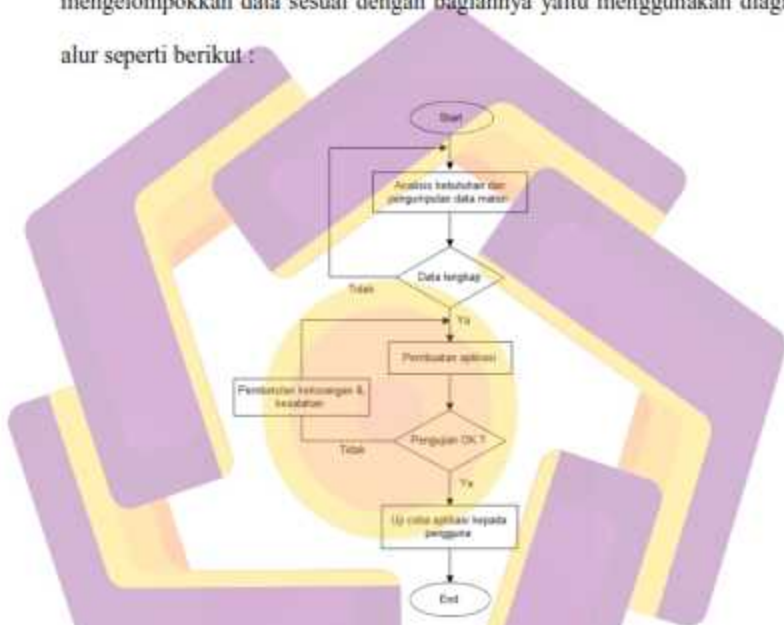 mengelompokkan data sesuai dengan bagiannya yaitu menggunakan
alur seperti berikut :
Start
Analisis kebutuhan dan
pengumpulan data materi
Data lengkap
Tidak
Ya
Pembuatan aplikasi
Pembetulan kekurangan &
kesalahan
Pengujian OK ?
Tidak
Ya
Uji coba aplikasi kepada
pengguna
End